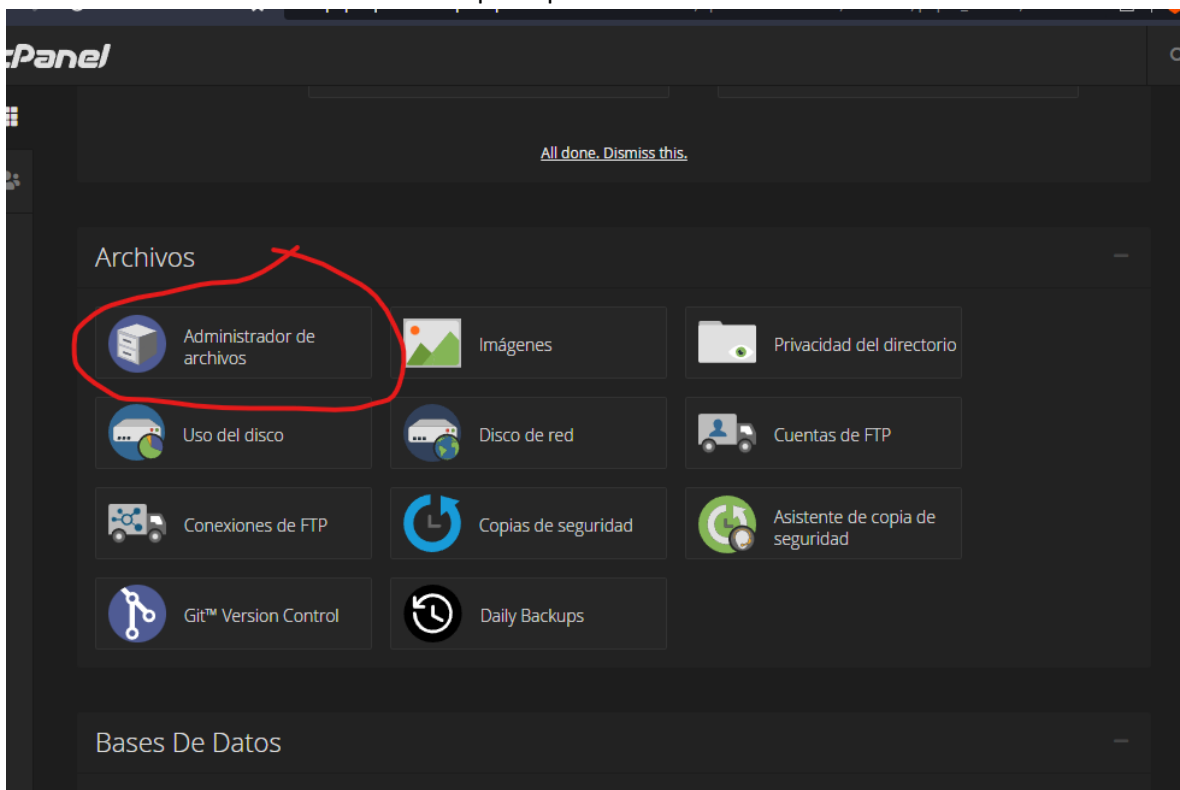 cPanel
All done. Dismiss this.
Archivos
Administrador de
archivos
Imágenes
Privacidad del directorio
Uso del disco
Disco de red
Cuentas de FTP
Conexiones de FTP
Copias de seguridad
Asistente de copia de
seguridad
Git™ Version Control
Daily Backups
Bases De Datos